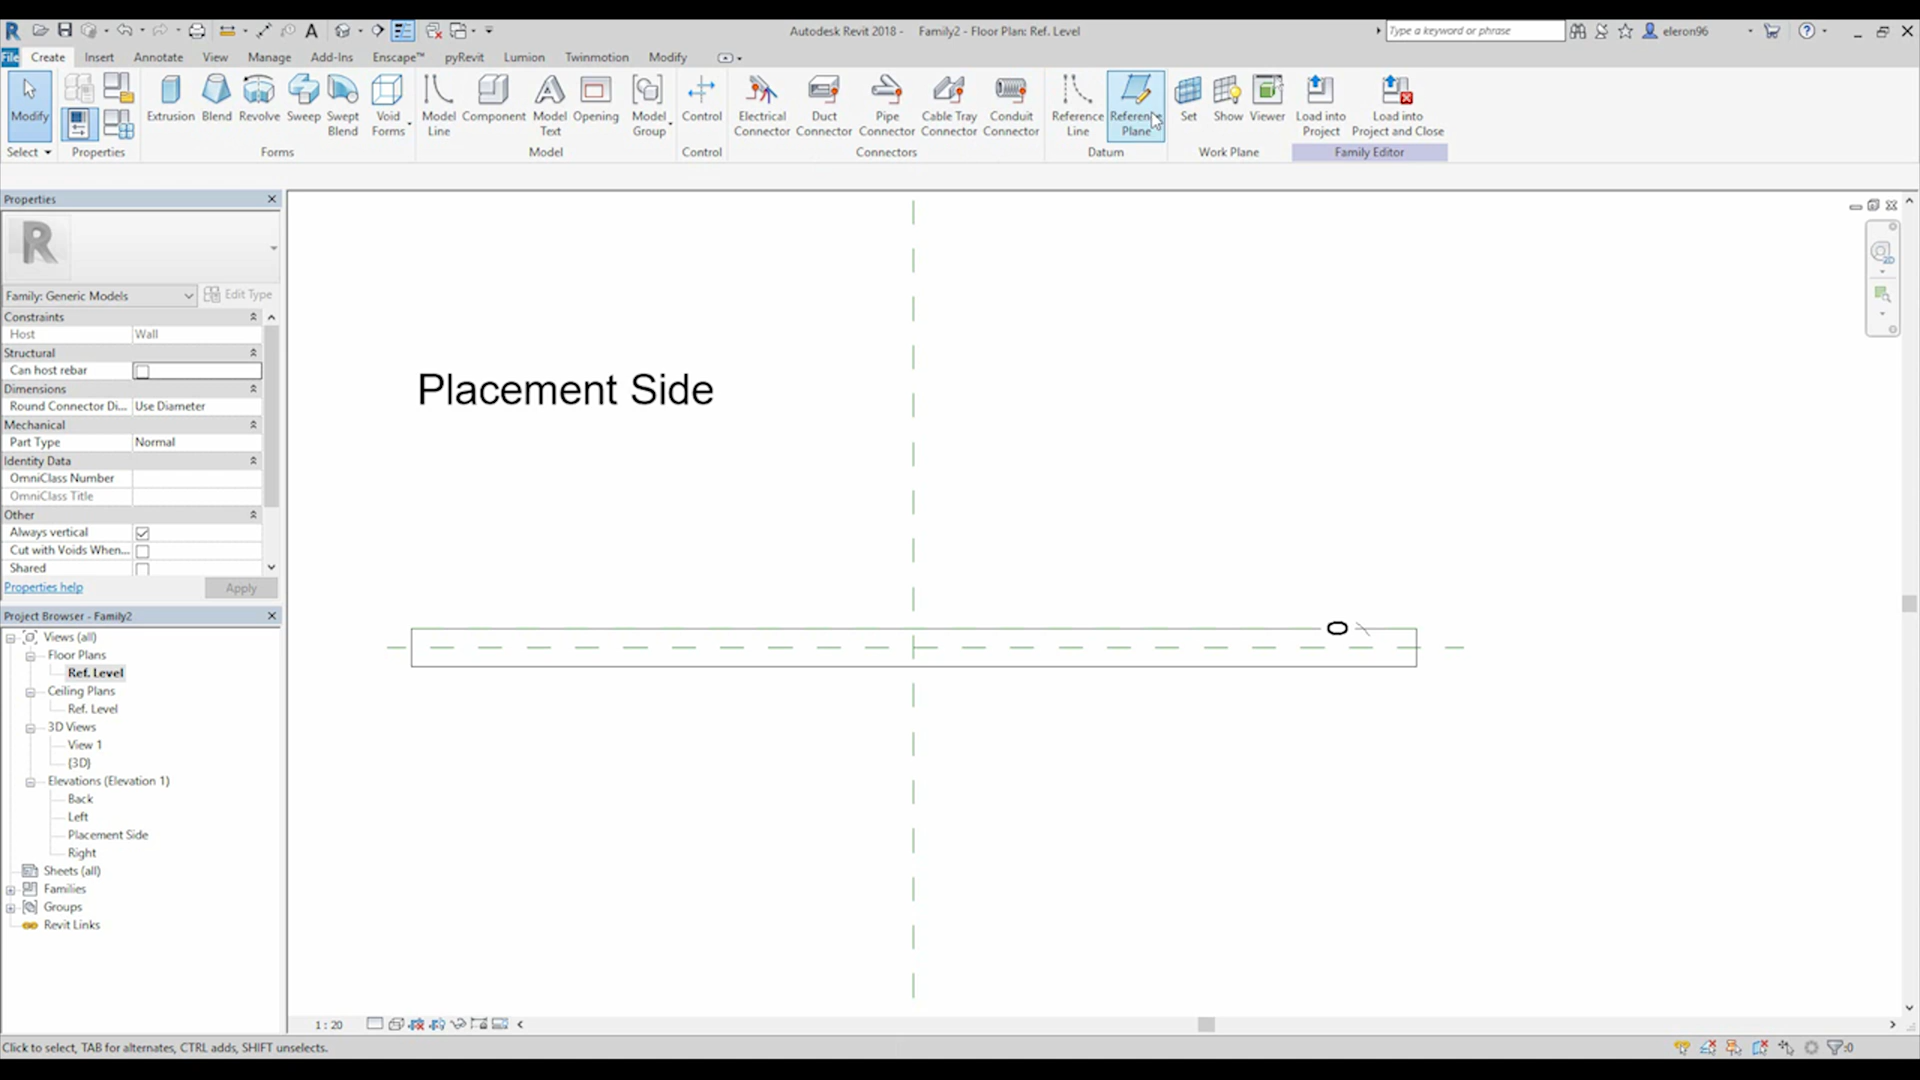 Autodesk Revit 2018 - Family2 - Floor Plan: Ref. Level
Type a keyword or phrase
eleron96
File Create Insert Annotate View Manage Add-Ins Enscape™ pyRevit Lumion Twinmotion Modify
Modify
Extrusion
Blend
Revolve
Sweep
Swept Blend
Void Forms
Model Line
Component
Model Text
Opening
Model Group
Control
Electrical Connector
Duct Connector
Pipe Connector
Cable Tray Connector
Conduit Connector
Reference Line
Reference Plane
Set
Show
Viewer
Load into Project
Load into Project and Close
Select
Properties
Forms
Model
Control
Connectors
Datum
Work Plane
Family Editor
Properties
R
Family: Generic Models
Edit Type
Constraints
Host Wall
Structural
Can host rebar
Dimensions
Round Connector Di... Use Diameter
Mechanical
Part Type Normal
Identity Data
OmniClass Number
OmniClass Title
Other
Always vertical
Cut with Voids When...
Shared
Properties help
Apply
Project Browser - Family2
Views (all)
Floor Plans
Ref. Level
Ceiling Plans
Ref. Level
3D Views
View 1
{3D}
Elevations (Elevation 1)
Back
Left
Placement Side
Right
Sheets (all)
Families
Groups
Revit Links
Placement Side
1 : 20
Click to select, TAB for alternates, CTRL adds, SHIFT unselects.
:0